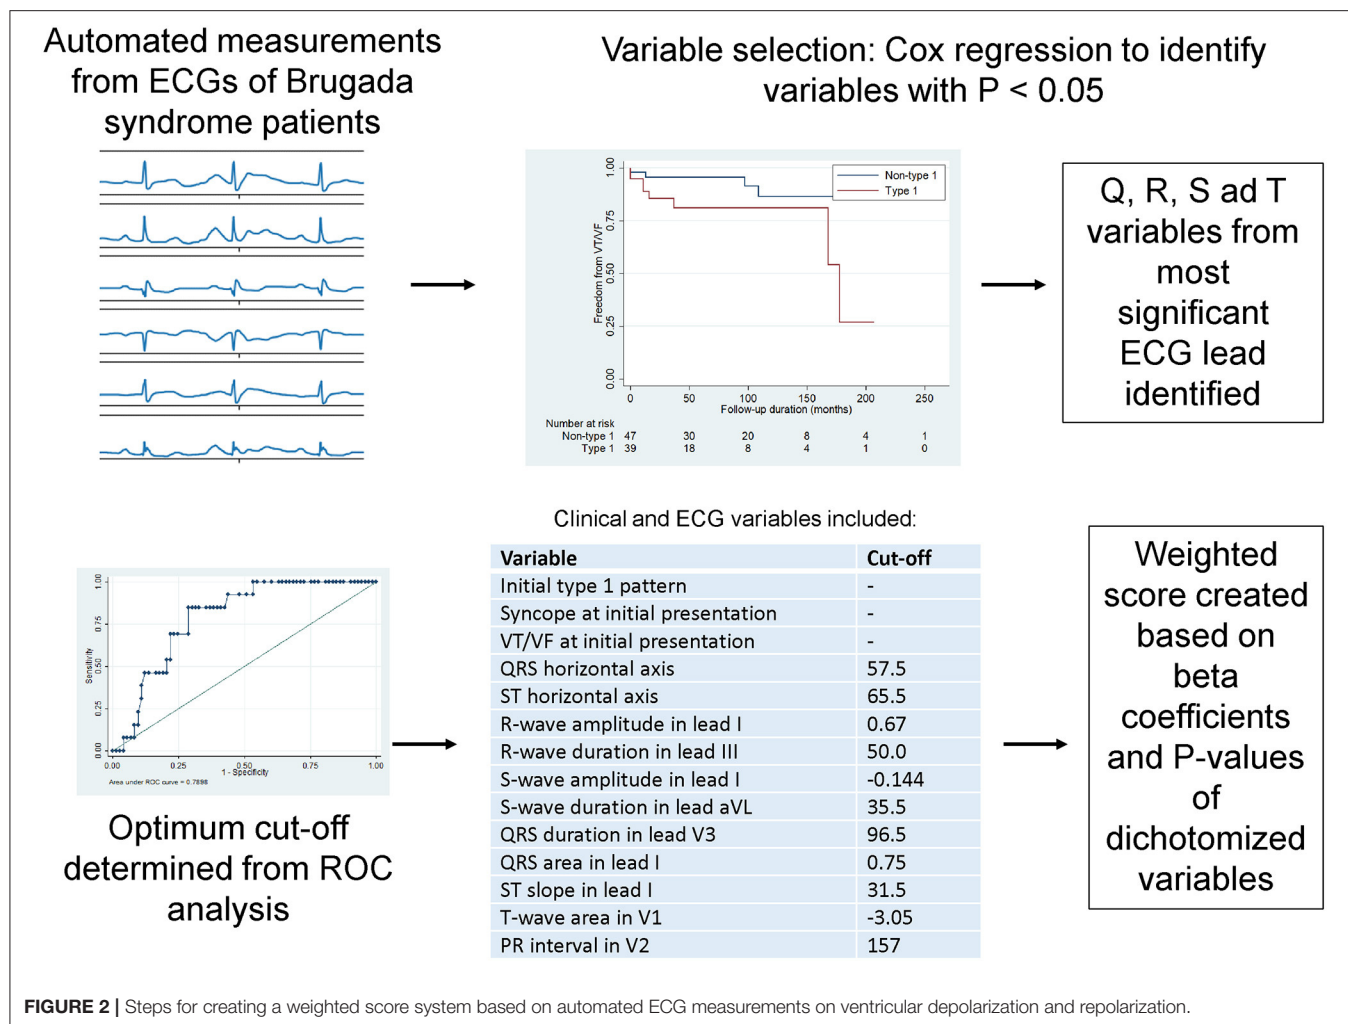 Automated measurements
from ECGs of Brugada
syndrome patients
Variable selection: Cox regression to identify
variables with P < 0.05
Freedom from VT/VF
1.00
0.75
0.50
0.25
0.00
Non-type 1
Type 1
0 50 100 150 200 250
Follow-up duration (months)
Number at risk
Non-type 1 47 30 20 8 4 1
Type 1 39 18 8 4 1 0
Q, R, S ad T
variables from
most
significant
ECG lead
identified
Sensitivity
1.00
0.75
0.50
0.25
0.00
0.00 0.25 0.50 0.75 1.00
1 - Specificity
Area under ROC curve = 0.7898
Optimum cut-off
determined from ROC
analysis
Clinical and ECG variables included:
Variable Cut-off
Initial type 1 pattern -
Syncope at initial presentation -
VT/VF at initial presentation -
QRS horizontal axis 57.5
ST horizontal axis 65.5
R-wave amplitude in lead I 0.67
R-wave duration in lead III 50.0
S-wave amplitude in lead I -0.144
S-wave duration in lead aVL 35.5
QRS duration in lead V3 96.5
QRS area in lead I 0.75
ST slope in lead I 31.5
T-wave area in V1 -3.05
PR interval in V2 157
Weighted
score created
based on
beta
coefficients
and P-values
of
dichotomized
variables
FIGURE 2 | Steps for creating a weighted score system based on automated ECG measurements on ventricular depolarization and repolarization.